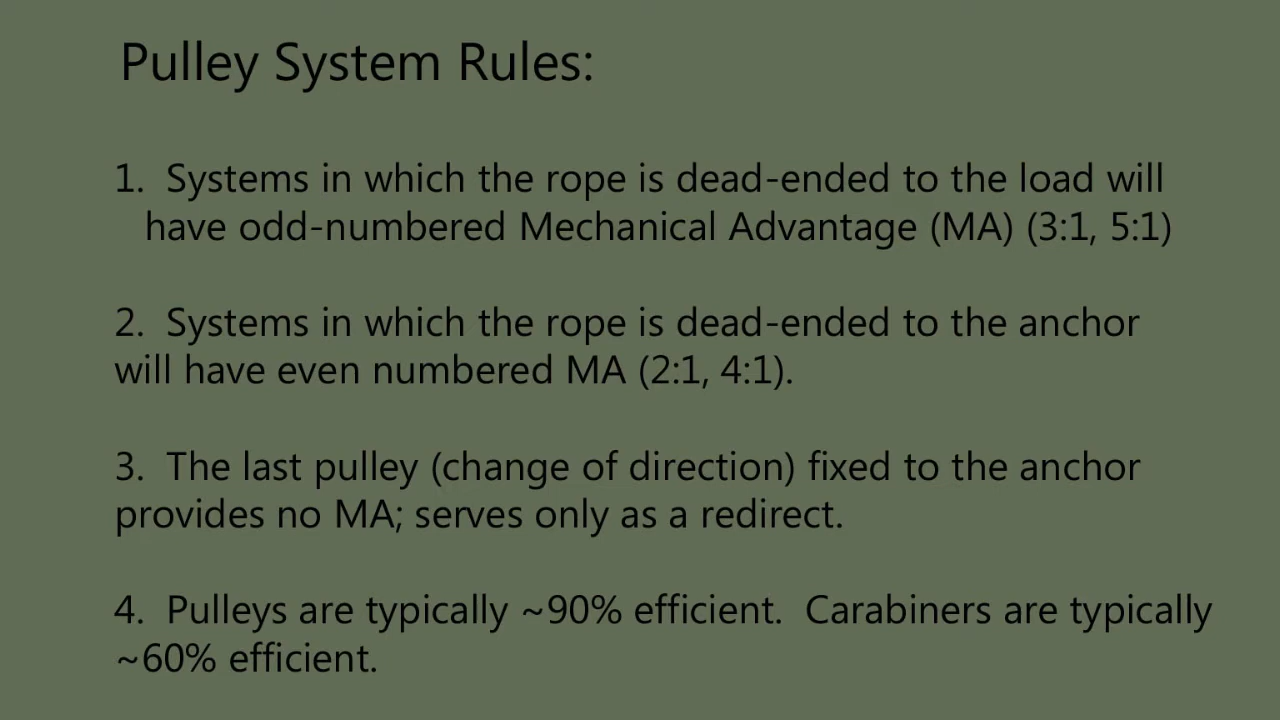 Pulley System Rules:
1.  Systems in which the rope is dead-ended to the load will
have odd-numbered Mechanical Advantage (MA) (3:1, 5:1)
2.  Systems in which the rope is dead-ended to the anchor
will have even numbered MA (2:1, 4:1).
3.  The last pulley (change of direction) fixed to the anchor
provides no MA; serves only as a redirect.
4.  Pulleys are typically ~90% efficient.  Carabiners are typically
~60% efficient.